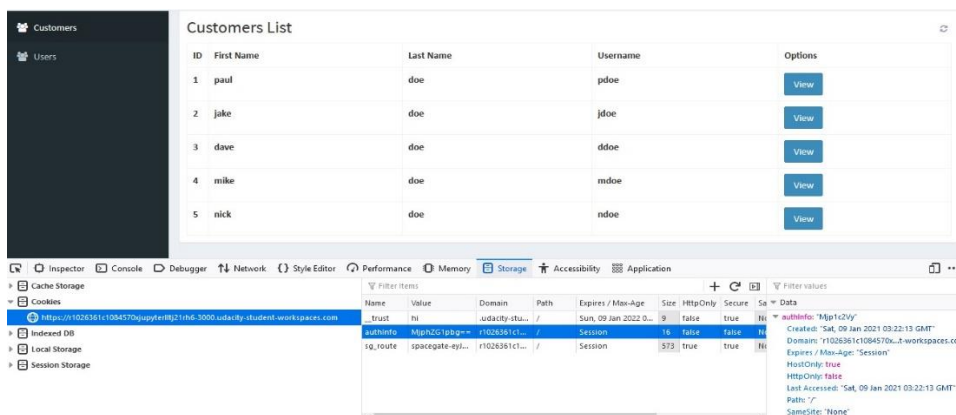 Customers
Users
Customers List
ID First Name Last Name Username Options
1 paul doe pdoe View
2 jake doe jdoe View
3 dave doe ddoe View
4 mike doe mdoe View
5 nick doe ndoe View
Inspector Console Debugger Network Style Editor Performance Memory Storage Accessibility Application
Cache Storage
Cookies
https://r1026361c1084570xjupyterlltj21rh6-3000.udacity-student-workspaces.com
Indexed DB
Local Storage
Session Storage
Filter Items
Name Value Domain Path Expires / Max-Age Size HttpOnly Secure Sa
__trust hi .udacity-stu... / Sun, 09 Jan 2022 0... 9 false true
authInfo MjphZG1pbg== r1026361c1... / Session 16 false false
sg_route spacegate-eyJ... r1026361c1... / Session 573 true true
Filter values
Data
authInfo: "Mjp1c2Vy"
Created: "Sat, 09 Jan 2021 03:22:13 GMT"
Domain: "r1026361c1084570x...t-workspaces.co
Expires / Max-Age: "Session"
HostOnly: true
HttpOnly: false
Last Accessed: "Sat, 09 Jan 2021 03:22:13 GMT"
Path: "/"
SameSite: "None"